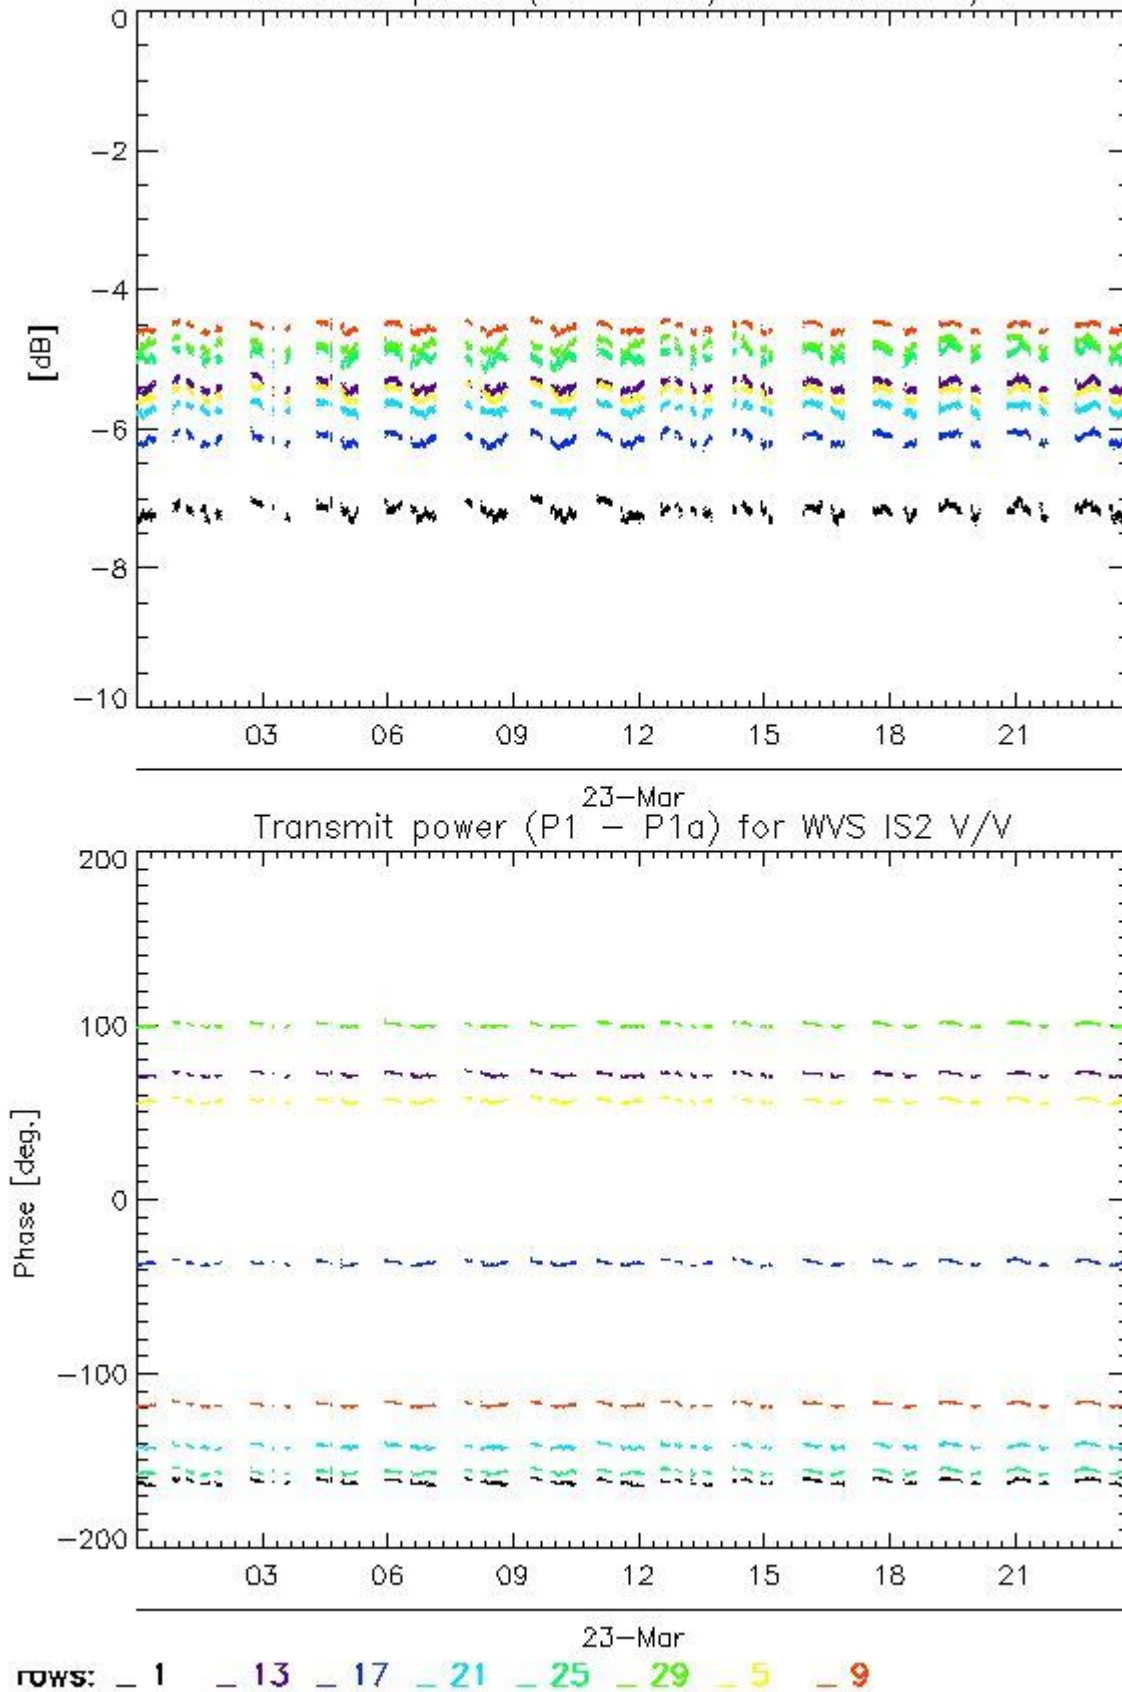 0
-2
-4
[dB]
-6
-8
-10
03 06 09 12 15 18 21
23-Mar
Transmit power (P1 - P1a) for WVS IS2 V/V
200
100
Phase [deg.]
0
-100
-200
03 06 09 12 15 18 21
23-Mar
rows: _ 1 _ 13 _ 17 _ 21 _ 25 _ 29 _ 5 _ 9